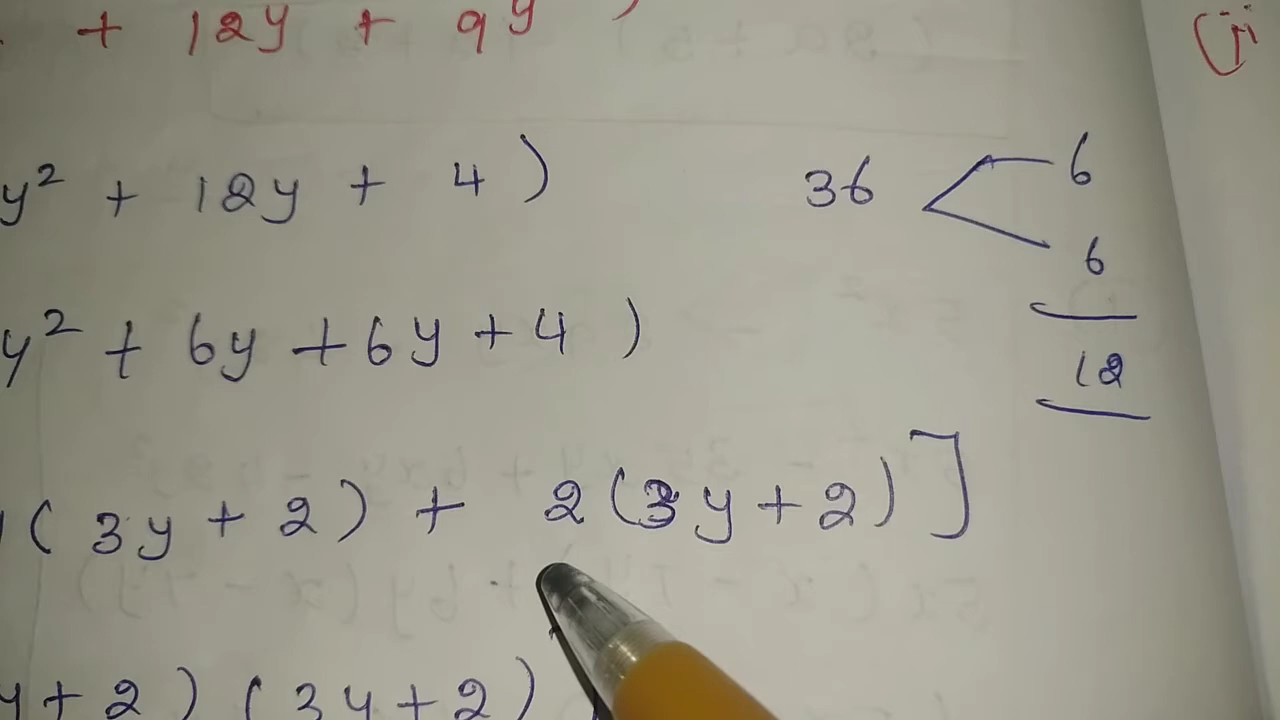 + 12y + 9y )
y² + 12y + 4 )
36 < 6
6
12
y² + 6y + 6y + 4 )
( 3y + 2 ) + 2 ( 3y + 2 ) ]
y + 2 ) ( 3y + 2 )